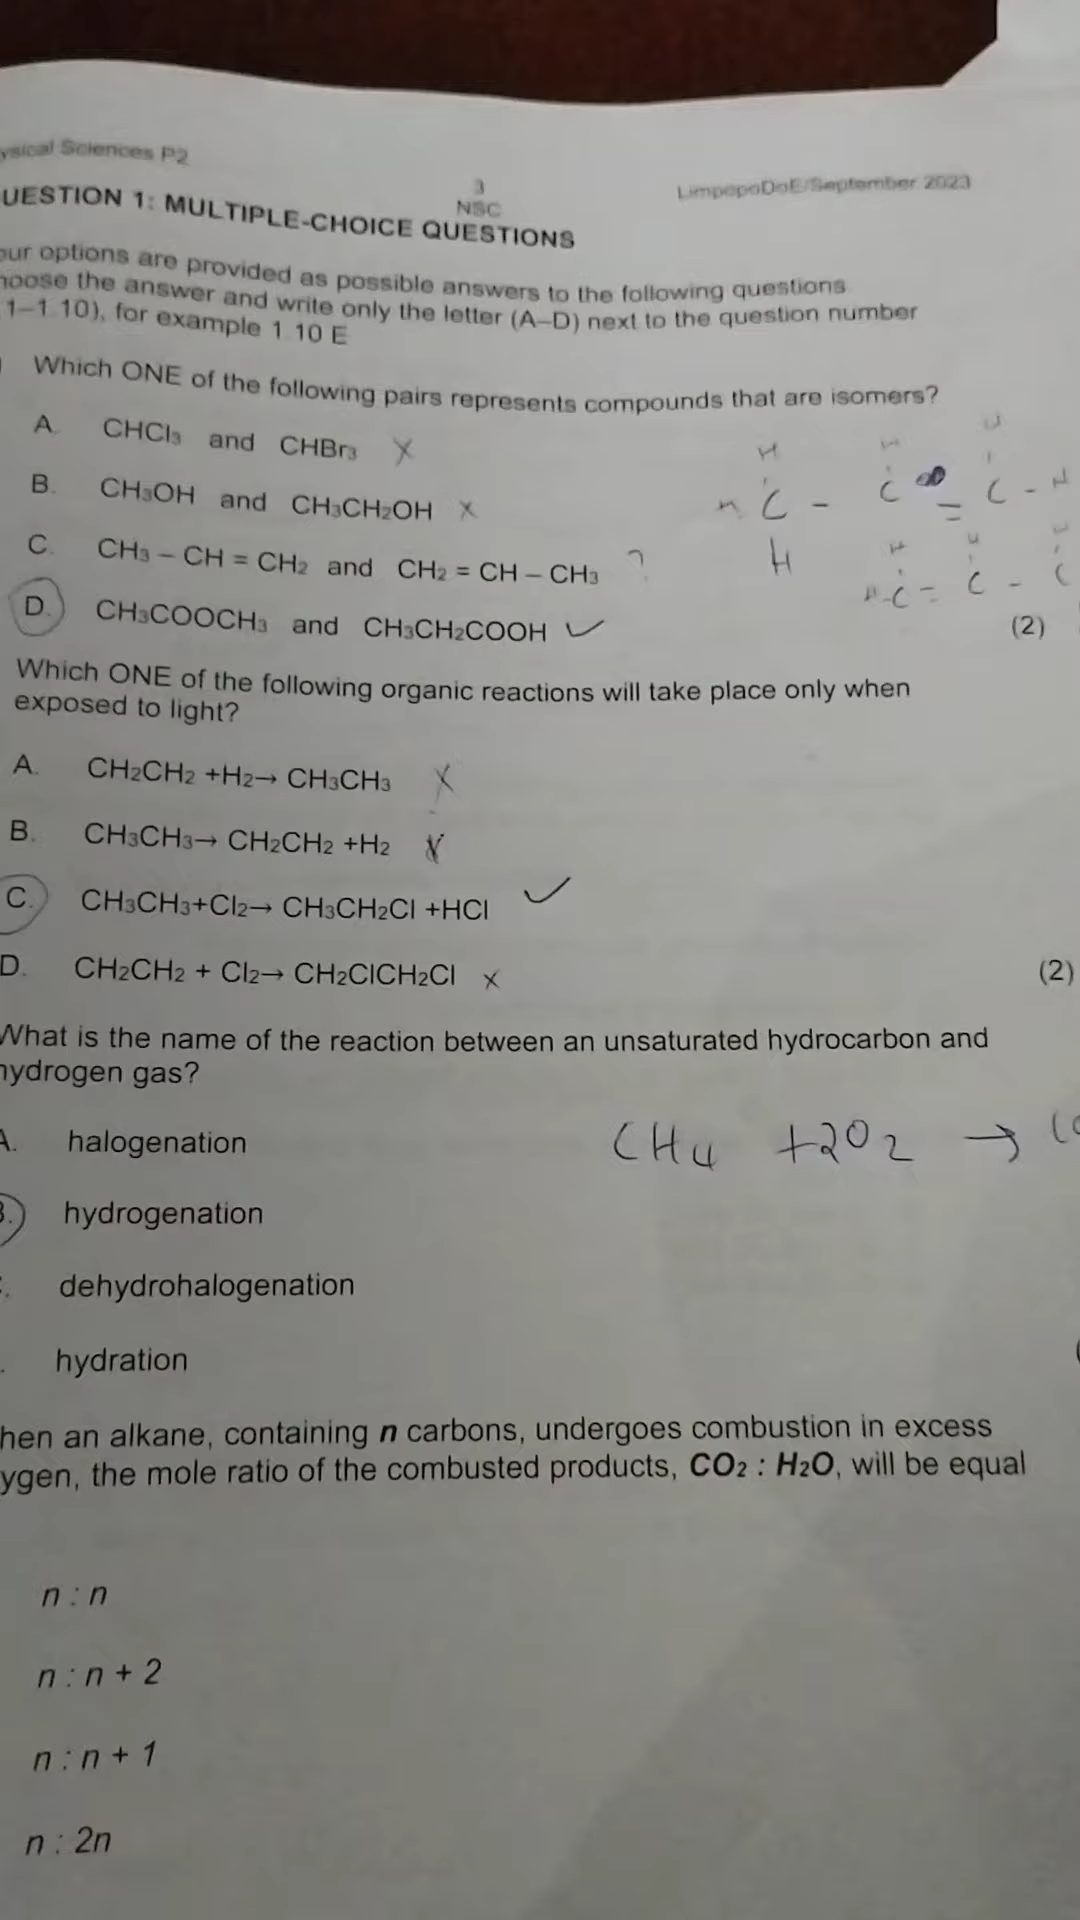 ysical Sciences P2
3
NSC
LimpopoDoE/September 2023
UESTION 1: MULTIPLE-CHOICE QUESTIONS
our options are provided as possible answers to the following questions
hoose the answer and write only the letter (A–D) next to the question number
1–1 10), for example 1 10 E
Which ONE of the following pairs represents compounds that are isomers?
A. CHCl₃ and CHBr₃ X
B. CH₃OH and CH₃CH₂OH X
C. CH₃ – CH = CH₂ and CH₂ = CH – CH₃ ?
D. CH₃COOCH₃ and CH₃CH₂COOH ✓
(2)
Which ONE of the following organic reactions will take place only when
exposed to light?
A. CH₂CH₂ +H₂→ CH₃CH₃ X
B. CH₃CH₃→ CH₂CH₂ +H₂ X
C. CH₃CH₃+Cl₂→ CH₃CH₂Cl +HCl ✓
D. CH₂CH₂ + Cl₂→ CH₂ClCH₂Cl x
(2)
What is the name of the reaction between an unsaturated hydrocarbon and
hydrogen gas?
A. halogenation
CH₄ +2O₂ →
B. hydrogenation
dehydrohalogenation
hydration
hen an alkane, containing n carbons, undergoes combustion in excess
ygen, the mole ratio of the combusted products, CO₂ : H₂O, will be equal
n : n
n : n + 2
n : n + 1
n : 2n